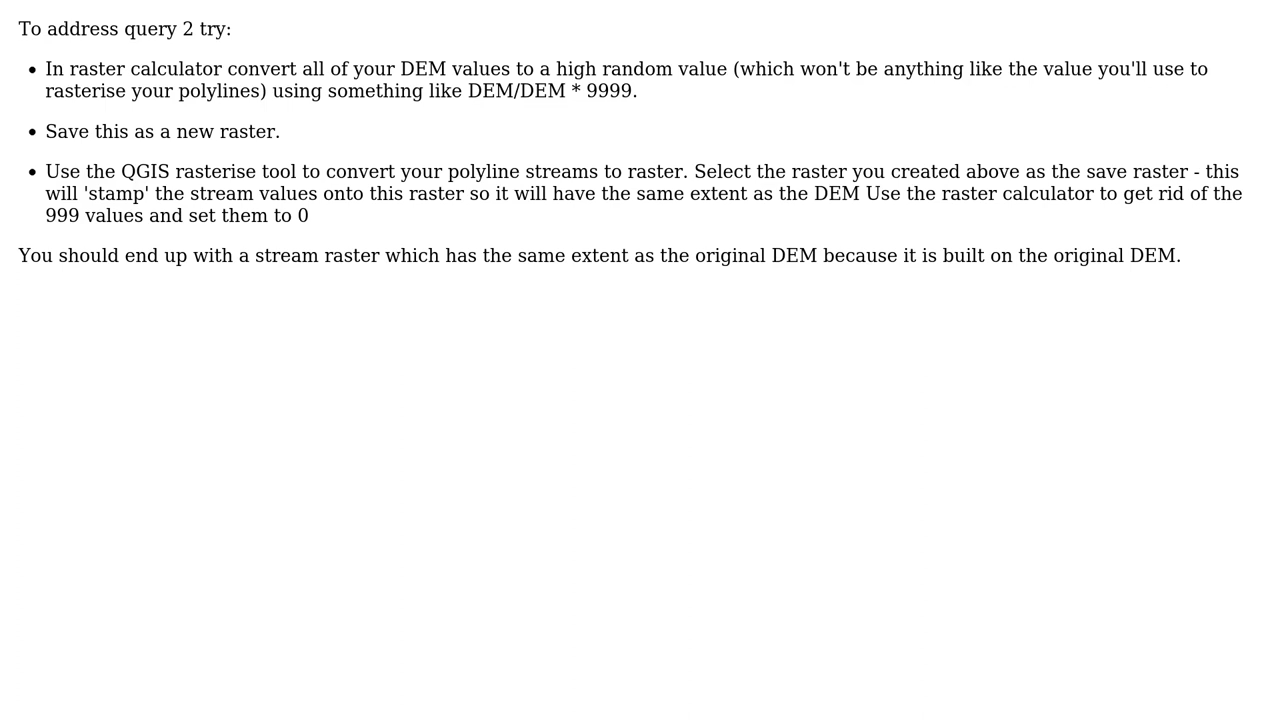 To address query 2 try:
• In raster calculator convert all of your DEM values to a high random value (which won't be anything like the value you'll use to
rasterise your polylines) using something like DEM/DEM * 9999.
• Save this as a new raster.
• Use the QGIS rasterise tool to convert your polyline streams to raster. Select the raster you created above as the save raster - this
will 'stamp' the stream values onto this raster so it will have the same extent as the DEM Use the raster calculator to get rid of the
999 values and set them to 0
You should end up with a stream raster which has the same extent as the original DEM because it is built on the original DEM.